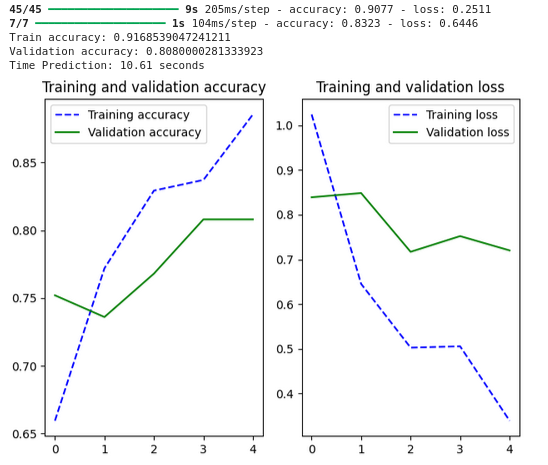 45/45 ━━━━━━━━━━━━━━━━━━━━ 9s 205ms/step - accuracy: 0.9077 - loss: 0.2511
7/7 ━━━━━━━━━━━━━━━━━━━━ 1s 104ms/step - accuracy: 0.8323 - loss: 0.6446
Train accuracy: 0.9168539047241211
Validation accuracy: 0.8080000281333923
Time Prediction: 10.61 seconds
Training and validation accuracy
Training accuracy
Validation accuracy
0.85
0.80
0.75
0.70
0.65
0 1 2 3 4
Training and validation loss
Training loss
Validation loss
1.0
0.9
0.8
0.7
0.6
0.5
0.4
0 1 2 3 4